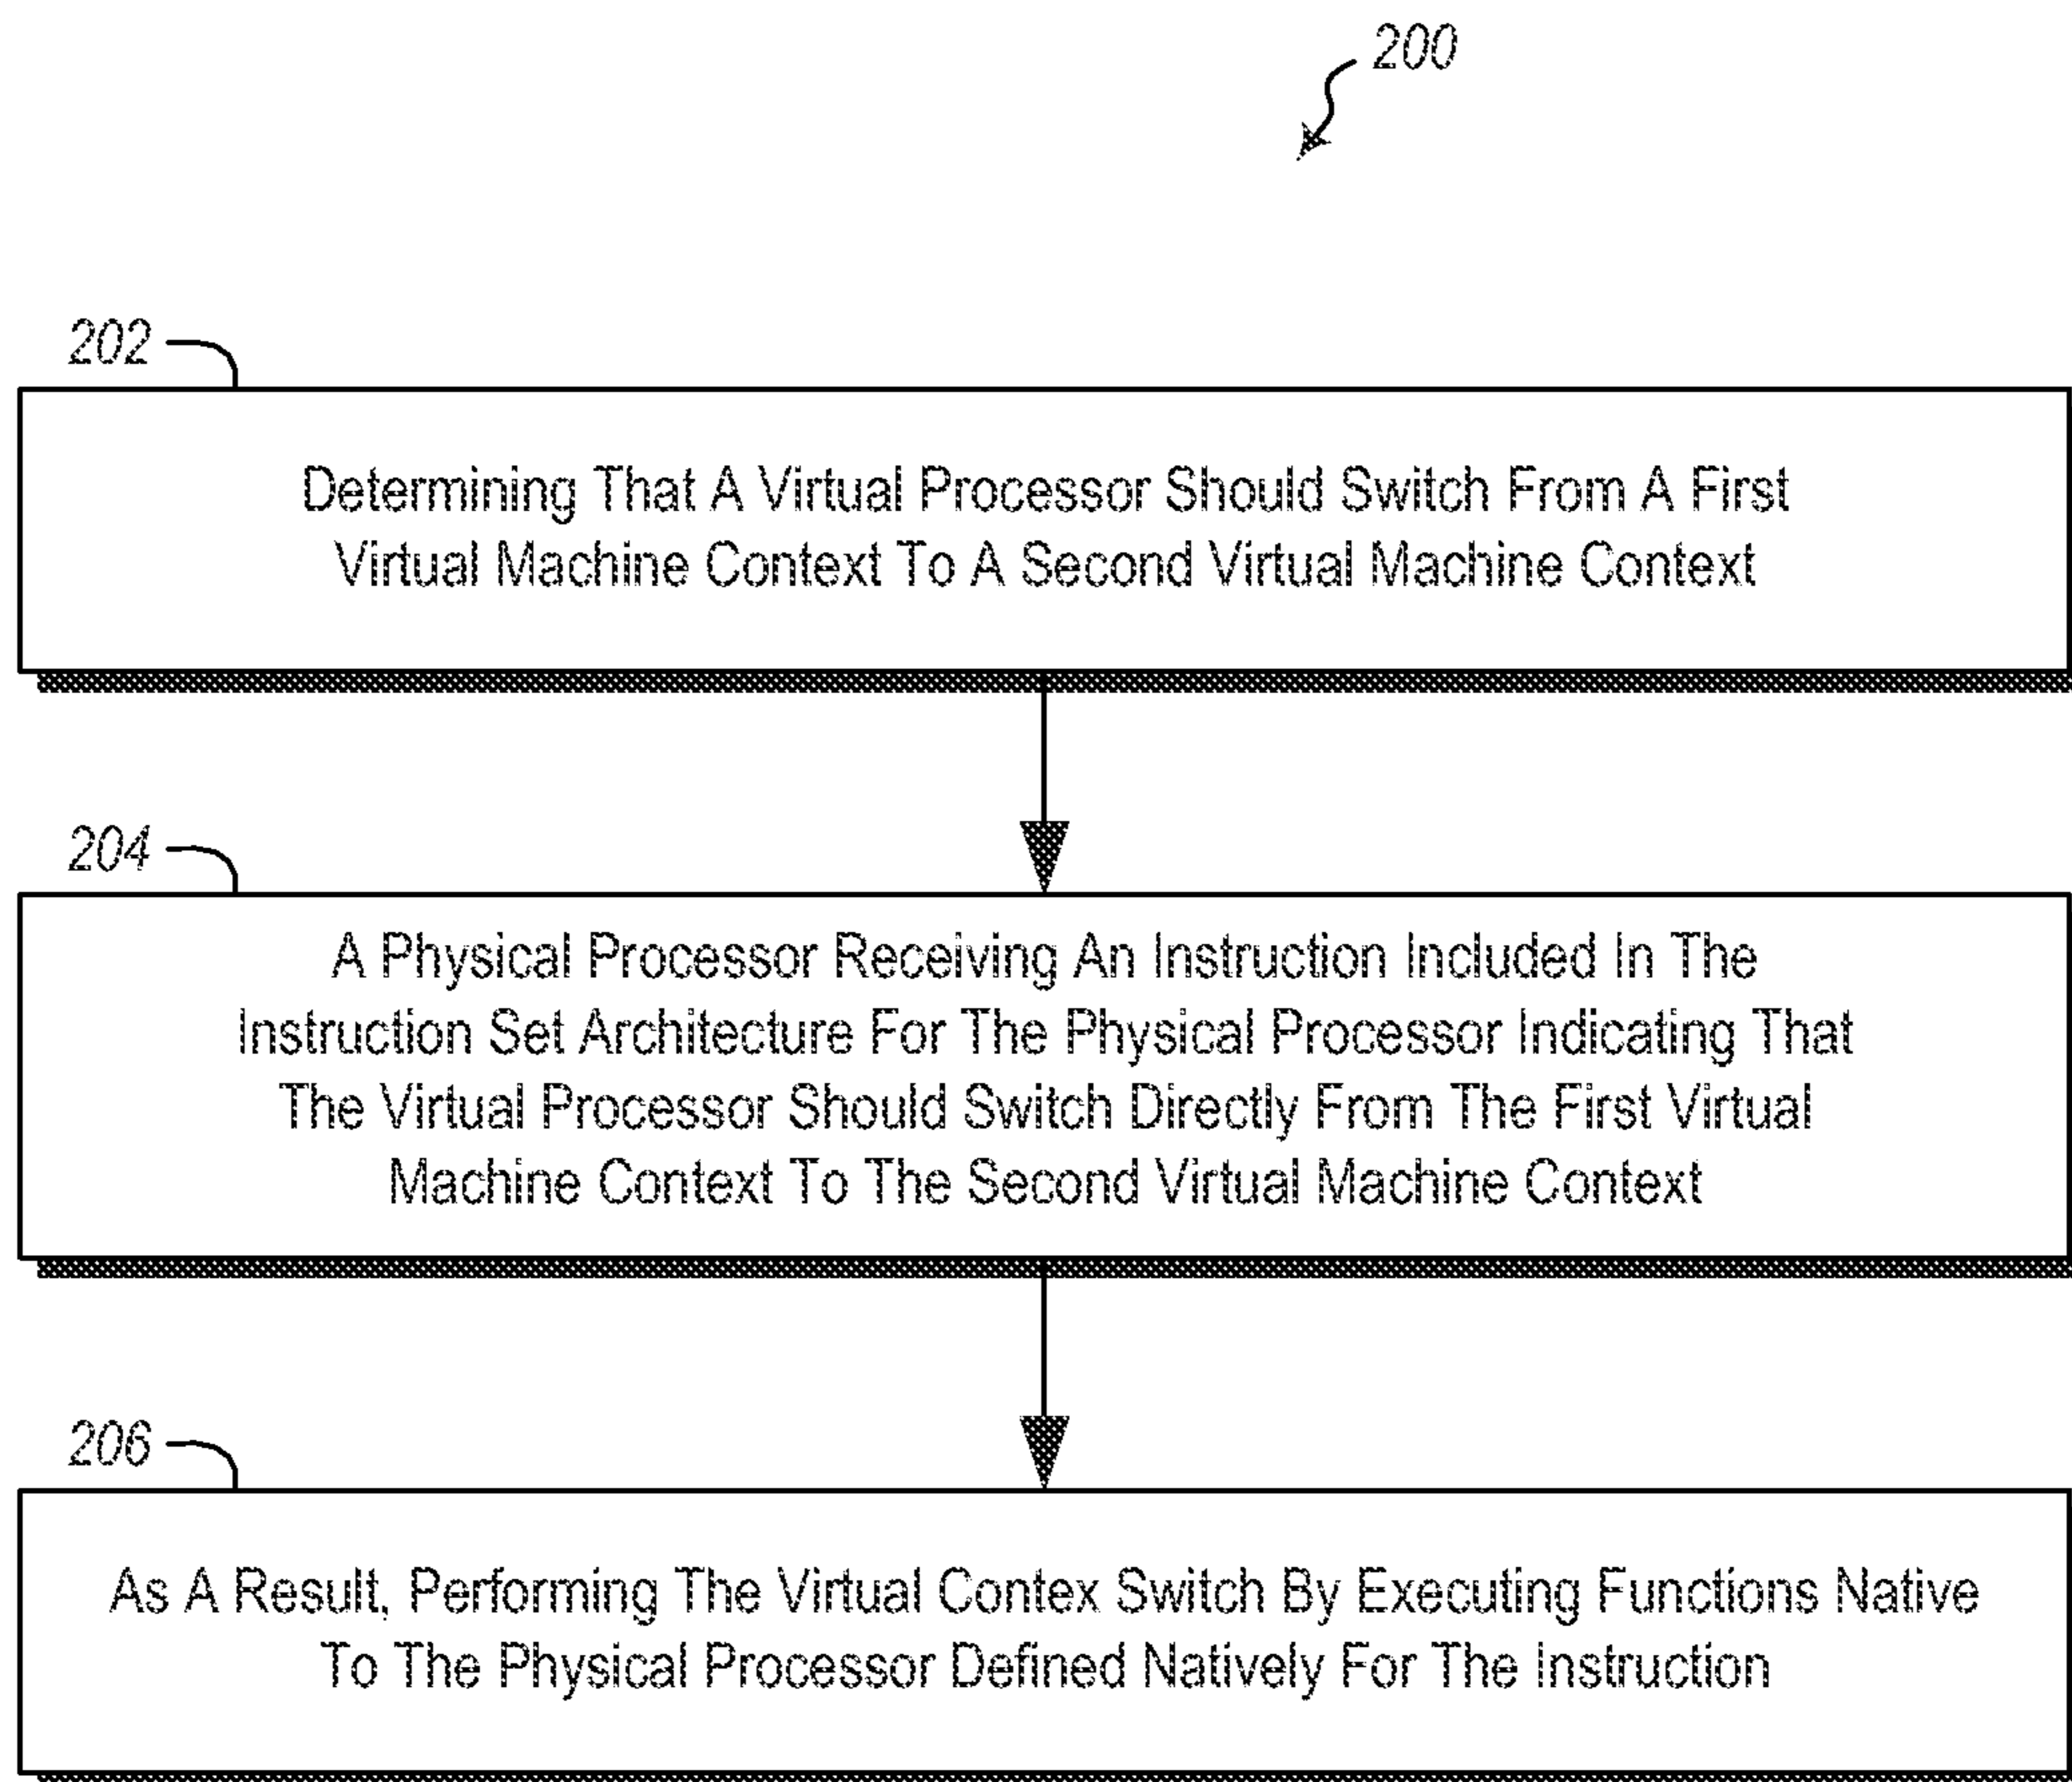 200
202
Determining That A Virtual Processor Should Switch From A First
Virtual Machine Context To A Second Virtual Machine Context
204
A Physical Processor Receiving An Instruction Included In The
Instruction Set Architecture For The Physical Processor Indicating That
The Virtual Processor Should Switch Directly From The First Virtual
Machine Context To The Second Virtual Machine Context
206
As A Result, Performing The Virtual Contex Switch By Executing Functions Native
To The Physical Processor Defined Natively For The Instruction